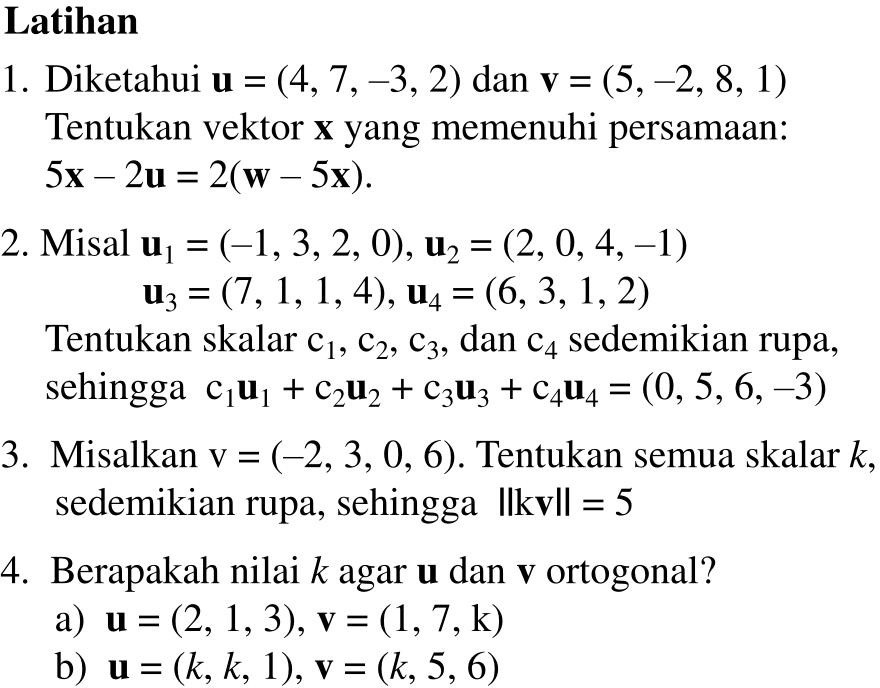 Latihan
1. Diketahui u = (4, 7, –3, 2) dan v = (5, –2, 8, 1)
Tentukan vektor x yang memenuhi persamaan:
5x – 2u = 2(w – 5x).
2. Misal u₁ = (–1, 3, 2, 0), u₂ = (2, 0, 4, –1)
u₃ = (7, 1, 1, 4), u₄ = (6, 3, 1, 2)
Tentukan skalar c₁, c₂, c₃, dan c₄ sedemikian rupa,
sehingga c₁u₁ + c₂u₂ + c₃u₃ + c₄u₄ = (0, 5, 6, –3)
3. Misalkan v = (–2, 3, 0, 6). Tentukan semua skalar k,
sedemikian rupa, sehingga ||kv|| = 5
4. Berapakah nilai k agar u dan v ortogonal?
a) u = (2, 1, 3), v = (1, 7, k)
b) u = (k, k, 1), v = (k, 5, 6)